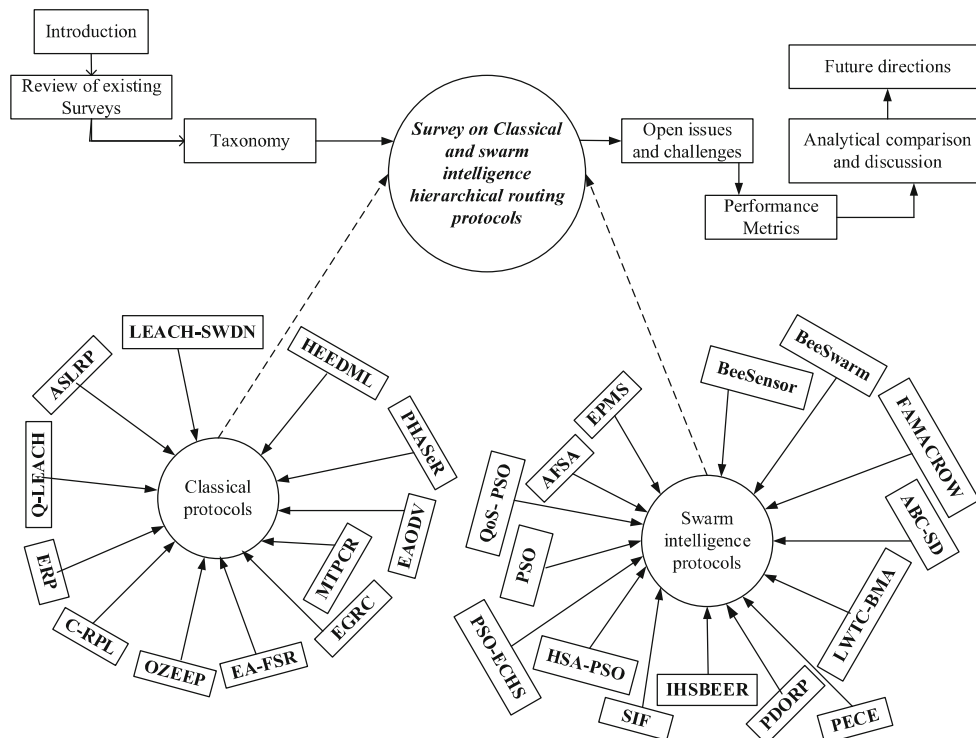 Introduction
Review of existing
Surveys
Taxonomy
Survey on Classical
and swarm
intelligence
hierarchical routing
protocols
Open issues
and challenges
Performance
Metrics
Analytical comparison
and discussion
Future directions
LEACH-SWDN
HEEDML
ASLRP
PHASeR
Q-LEACH
Classical
protocols
EAODV
ERP
MTPCR
C-RPL
EGRC
OZEEP
EA-FSR
BeeSensor
BeeSwarm
EPMS
FAMACROW
AFSA
QoS- PSO
ABC-SD
Swarm
intelligence
protocols
PSO
LWTC-BMA
PSO-ECHS
HSA-PSO
SIF
IHSBEER
PDORP
PECE